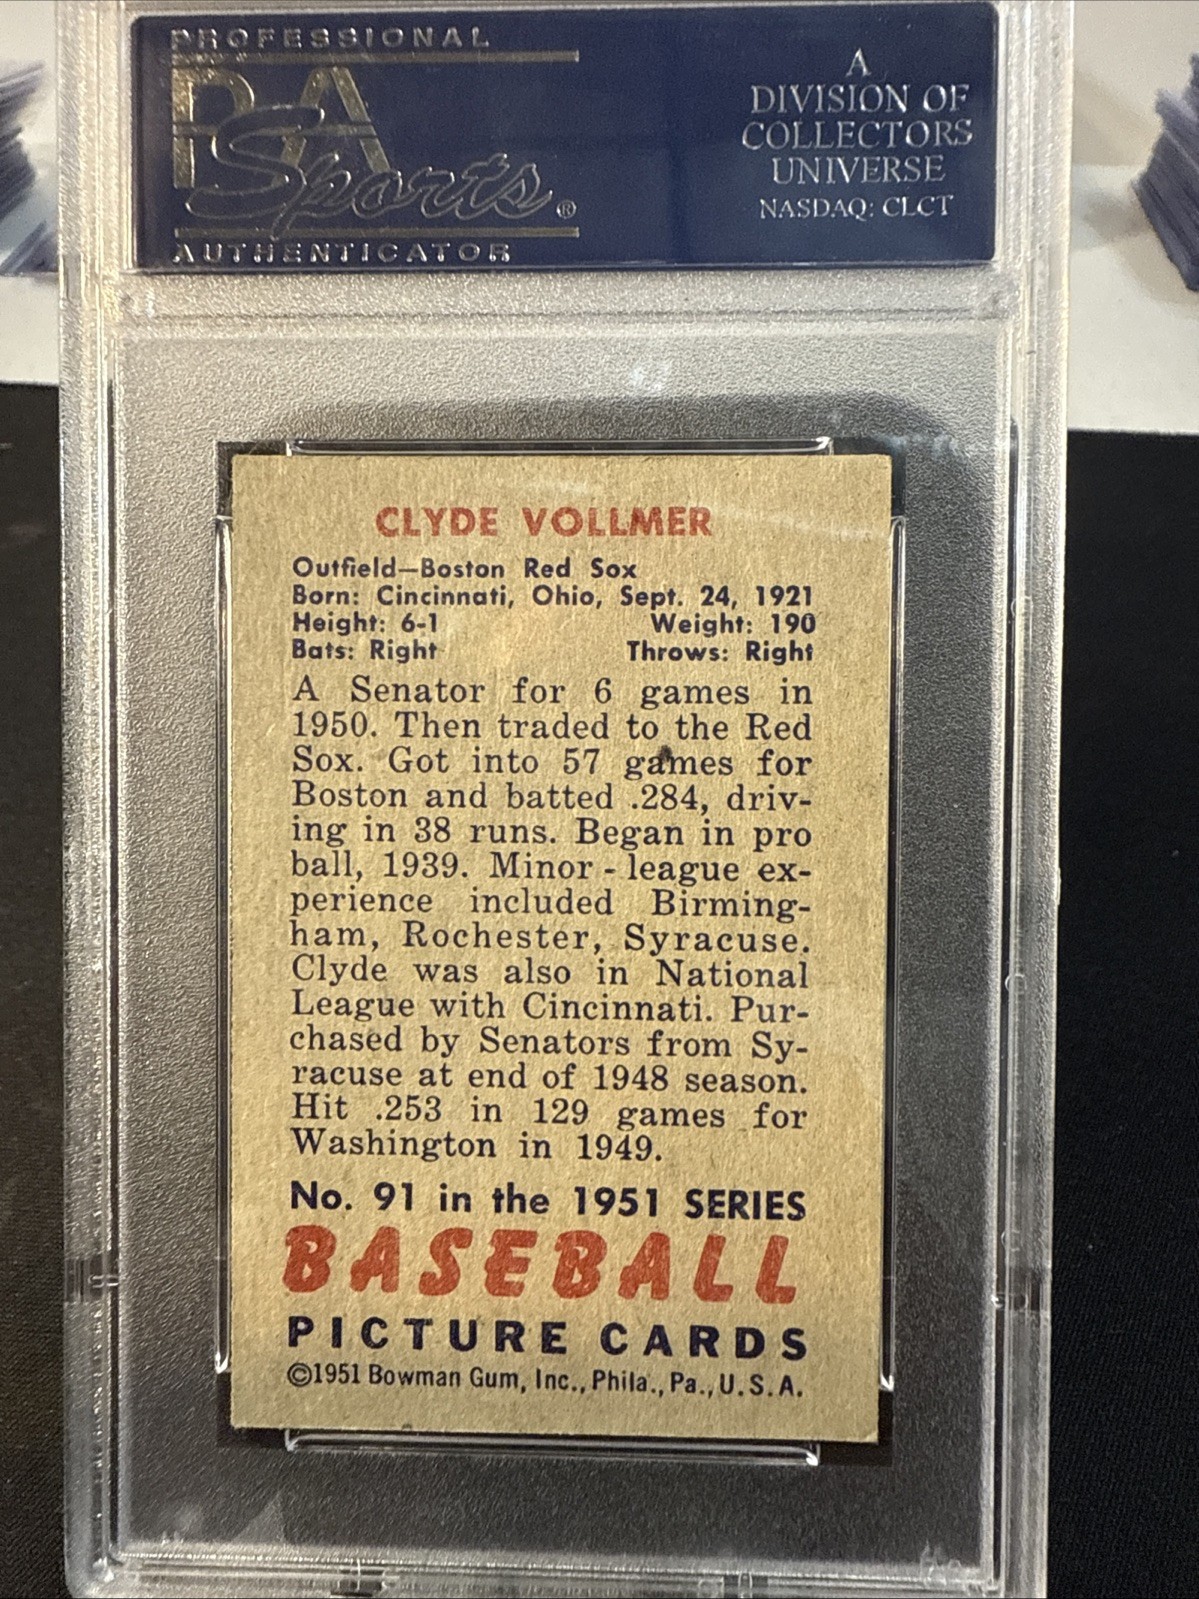 PROFESSIONAL
PSA
Sports®
AUTHENTICATOR
A
DIVISION OF
COLLECTORS
UNIVERSE
NASDAQ: CLCT
CLYDE VOLLMER
Outfield—Boston Red Sox
Born: Cincinnati, Ohio, Sept. 24, 1921
Height: 6-1 Weight: 190
Bats: Right Throws: Right
A Senator for 6 games in
1950. Then traded to the Red
Sox. Got into 57 games for
Boston and batted .284, driv-
ing in 38 runs. Began in pro
ball, 1939. Minor - league ex-
perience included Birming-
ham, Rochester, Syracuse.
Clyde was also in National
League with Cincinnati. Pur-
chased by Senators from Sy-
racuse at end of 1948 season.
Hit .253 in 129 games for
Washington in 1949.
No. 91 in the 1951 SERIES
BASEBALL
PICTURE CARDS
©1951 Bowman Gum, Inc., Phila., Pa., U.S.A.